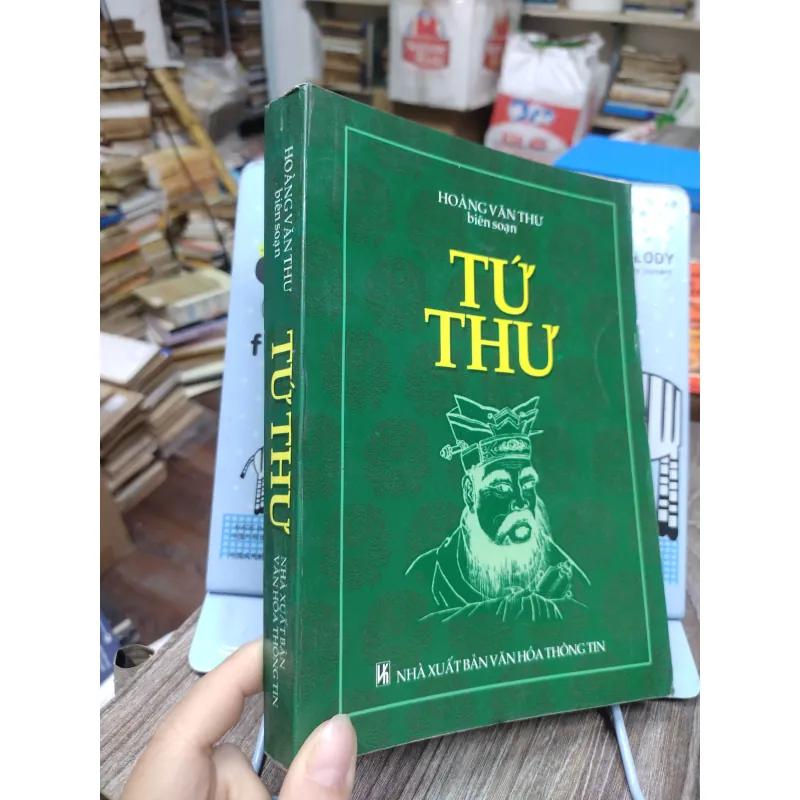 HOÀNG VĂN THƯ
biên soạn
TỨ
THƯ
NHÀ XUẤT BẢN VĂN HÓA THÔNG TIN
HOÀNG VĂN THƯ
biên soạn
TỨ THƯ
NHÀ XUẤT BẢN
VĂN HÓA THÔNG TIN
LODY
f